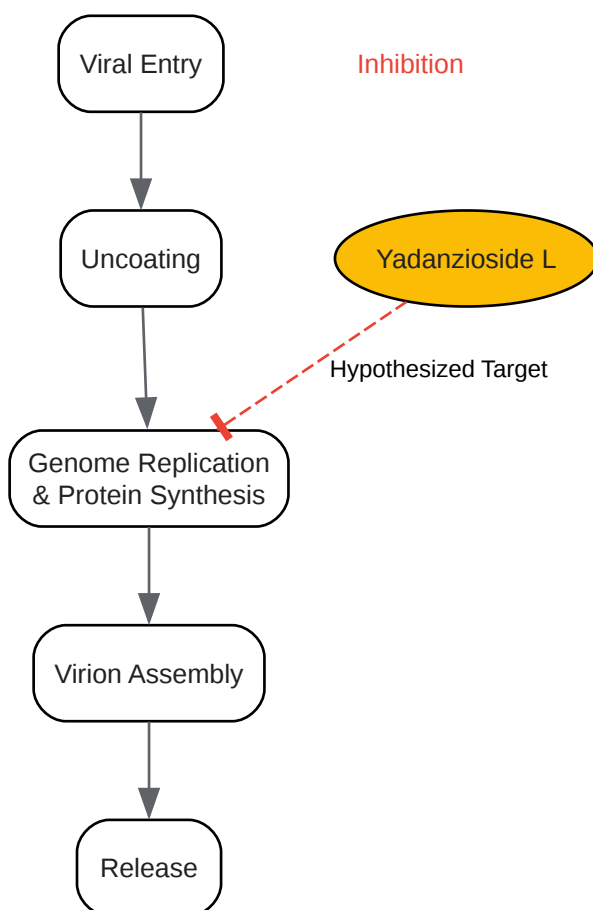 Viral Entry
Inhibition
Uncoating
Yadanzioside L
Hypothesized Target
Genome Replication
& Protein Synthesis
Virion Assembly
Release